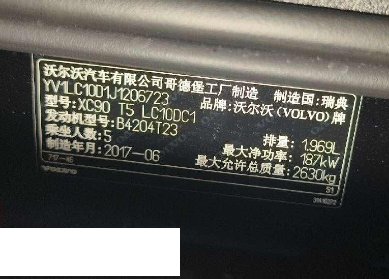 沃尔沃汽车有限公司哥德堡工厂制造 制造国:瑞典
YV1LC10D1J1206723
型号:XC90 T5 LC10DC1 品牌:沃尔沃(VOLVO)牌
发动机型号:B4204T23 排量:1.969L
乘坐人数:5 最大净功率:187kW
制造年月:2017-06 最大允许总质量:2630kg
S1